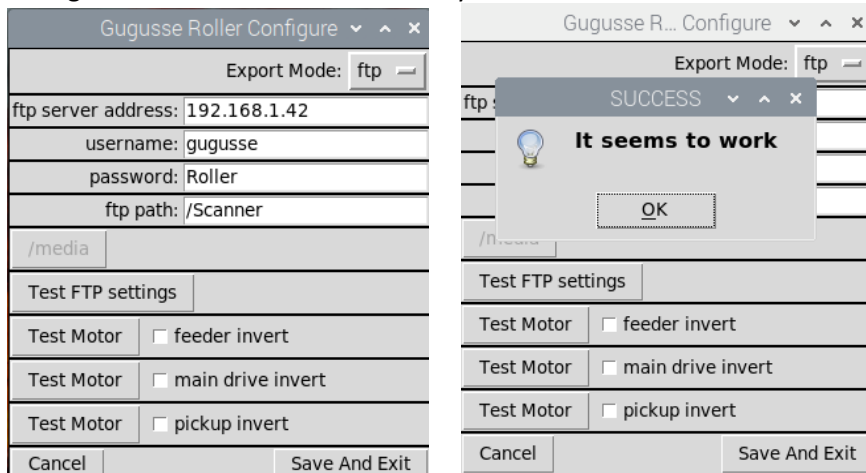 Gugusse Roller Configure
Export Mode: ftp
ftp server address: 192.168.1.42
username: gugusse
password: Roller
ftp path: /Scanner
/media
Test FTP settings
Test Motor feeder invert
Test Motor main drive invert
Test Motor pickup invert
Cancel Save And Exit
Gugusse R... Configure
Export Mode: ftp
ftp
SUCCESS
It seems to work
OK
Test FTP settings
Test Motor feeder invert
Test Motor main drive invert
Test Motor pickup invert
Cancel Save And Exit